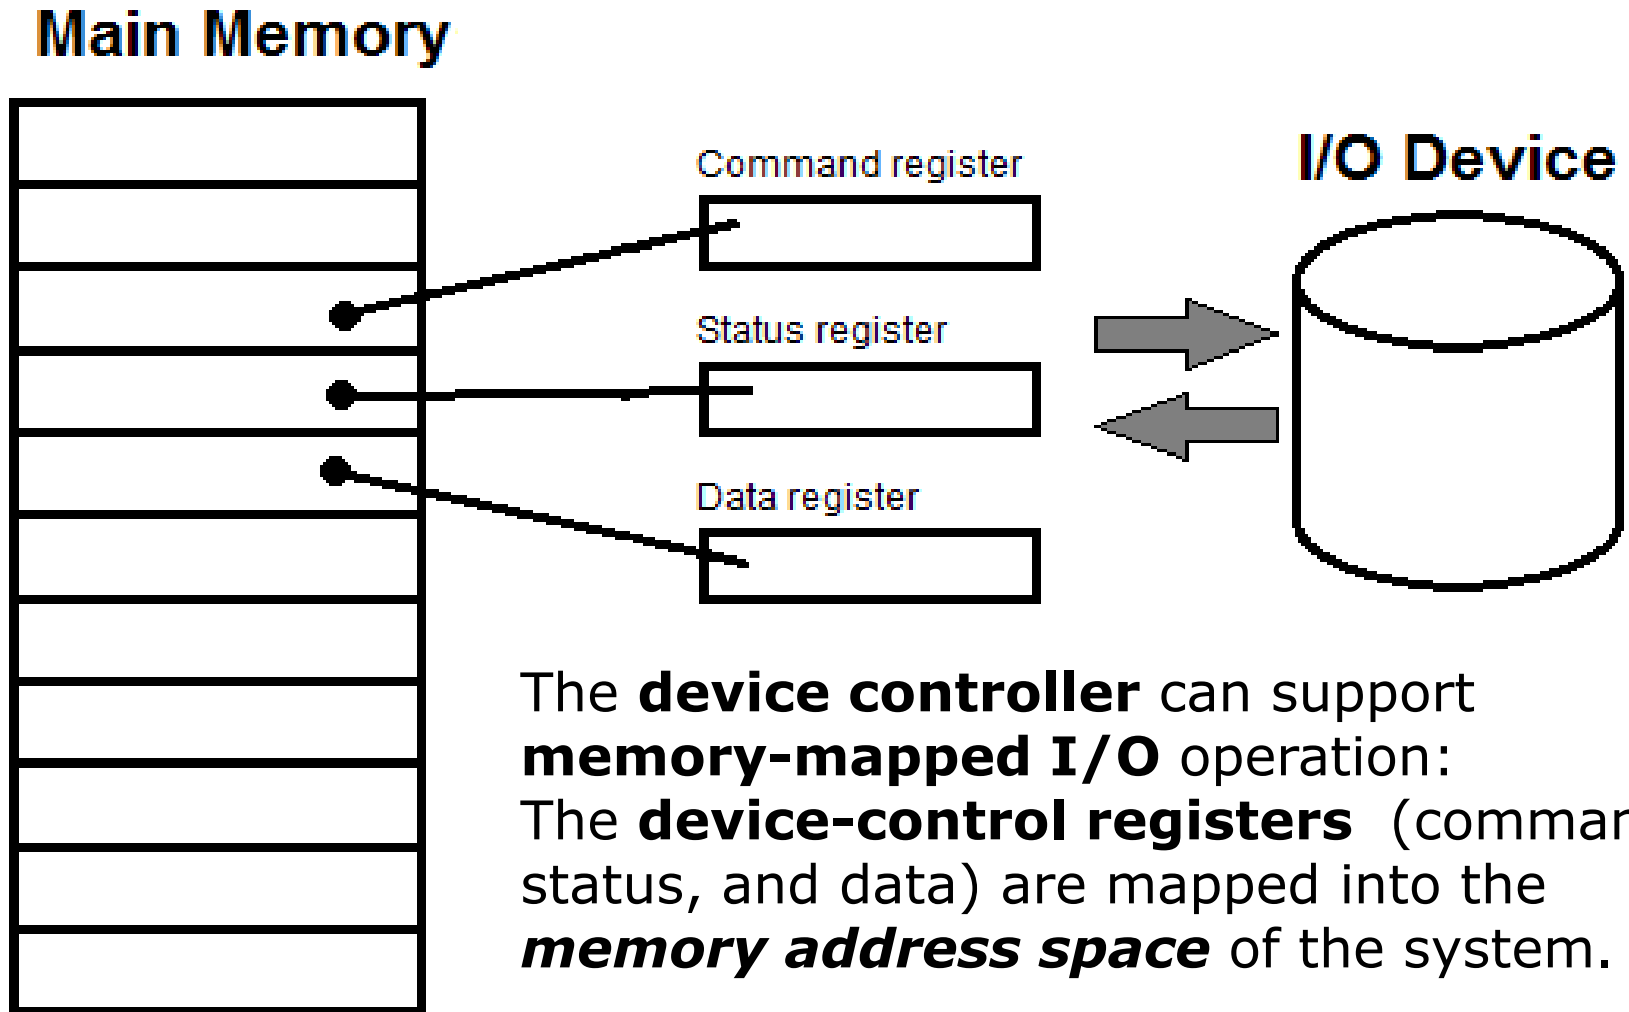 Main Memory
I/O Device
Command register
Status register
Data register
The device controller can support
memory-mapped I/O operation:
The device-control registers (comman
status, and data) are mapped into the
memory address space of the system.